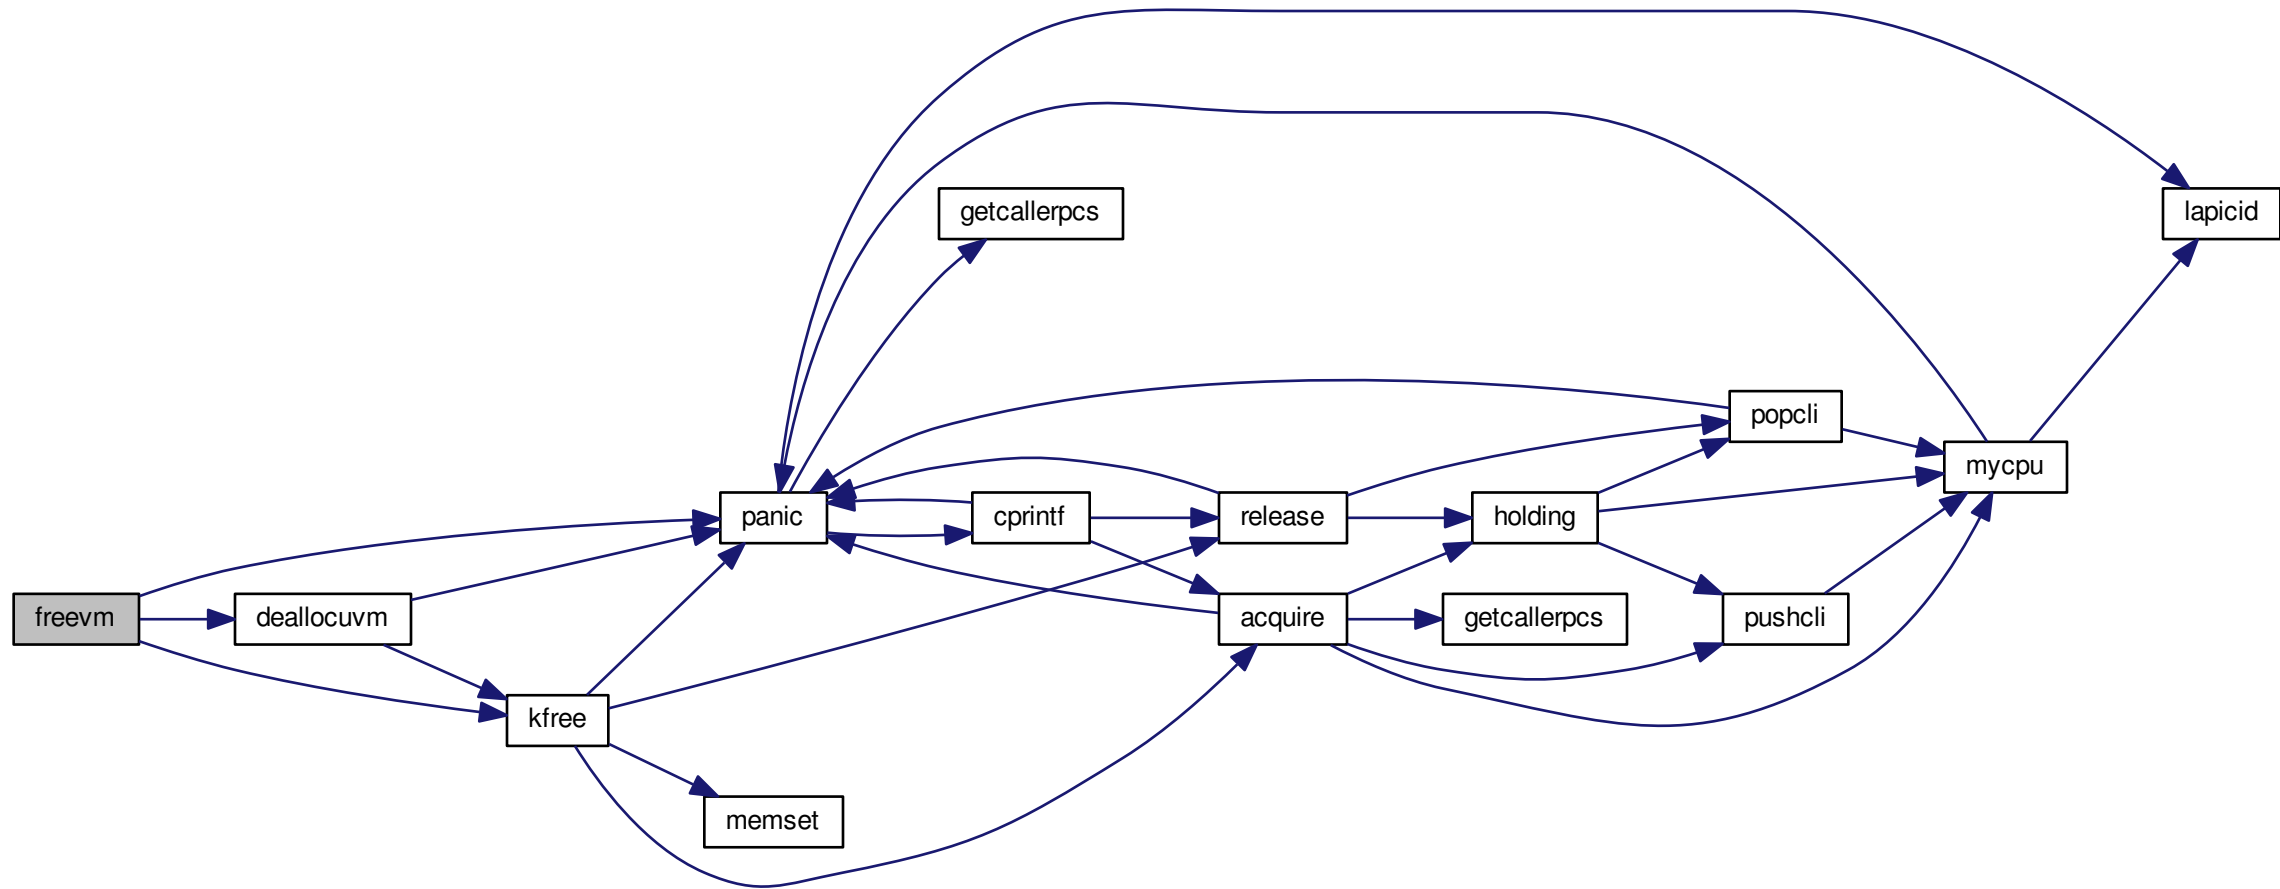 getcallerpcs
lapicid
popcli
mycpu
panic
cprintf
release
holding
freevm
deallocuvm
acquire
getcallerpcs
pushcli
kfree
memset